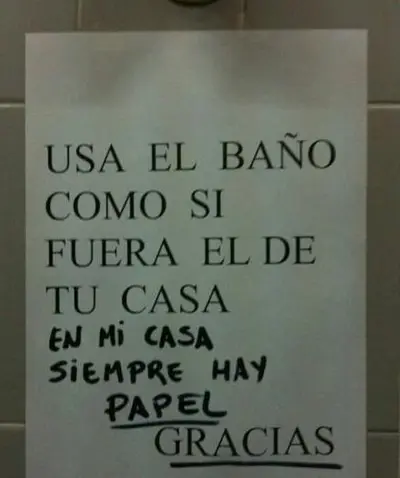 USA EL BAÑO
COMO SI
FUERA EL DE
TU CASA
EN Mi CASA
SiEMPRE HAY
PAPEL
GRACIAS